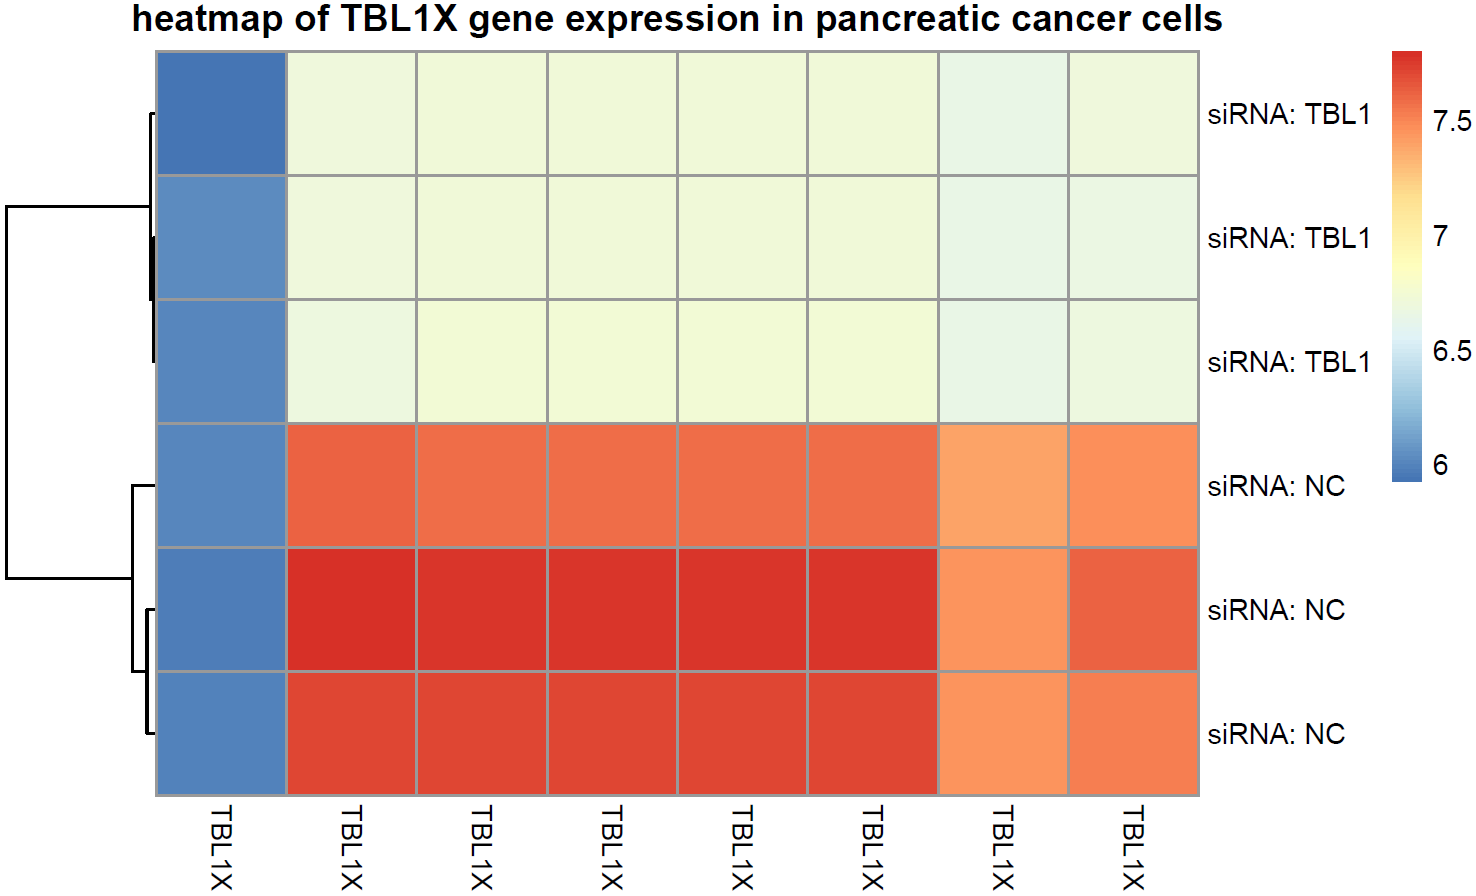 heatmap of TBL1X gene expression in pancreatic cancer cells
siRNA: TBL1
siRNA: TBL1
siRNA: TBL1
siRNA: NC
siRNA: NC
siRNA: NC
7.5
7
6.5
6
TBL1X
TBL1X
TBL1X
TBL1X
TBL1X
TBL1X
TBL1X
TBL1X